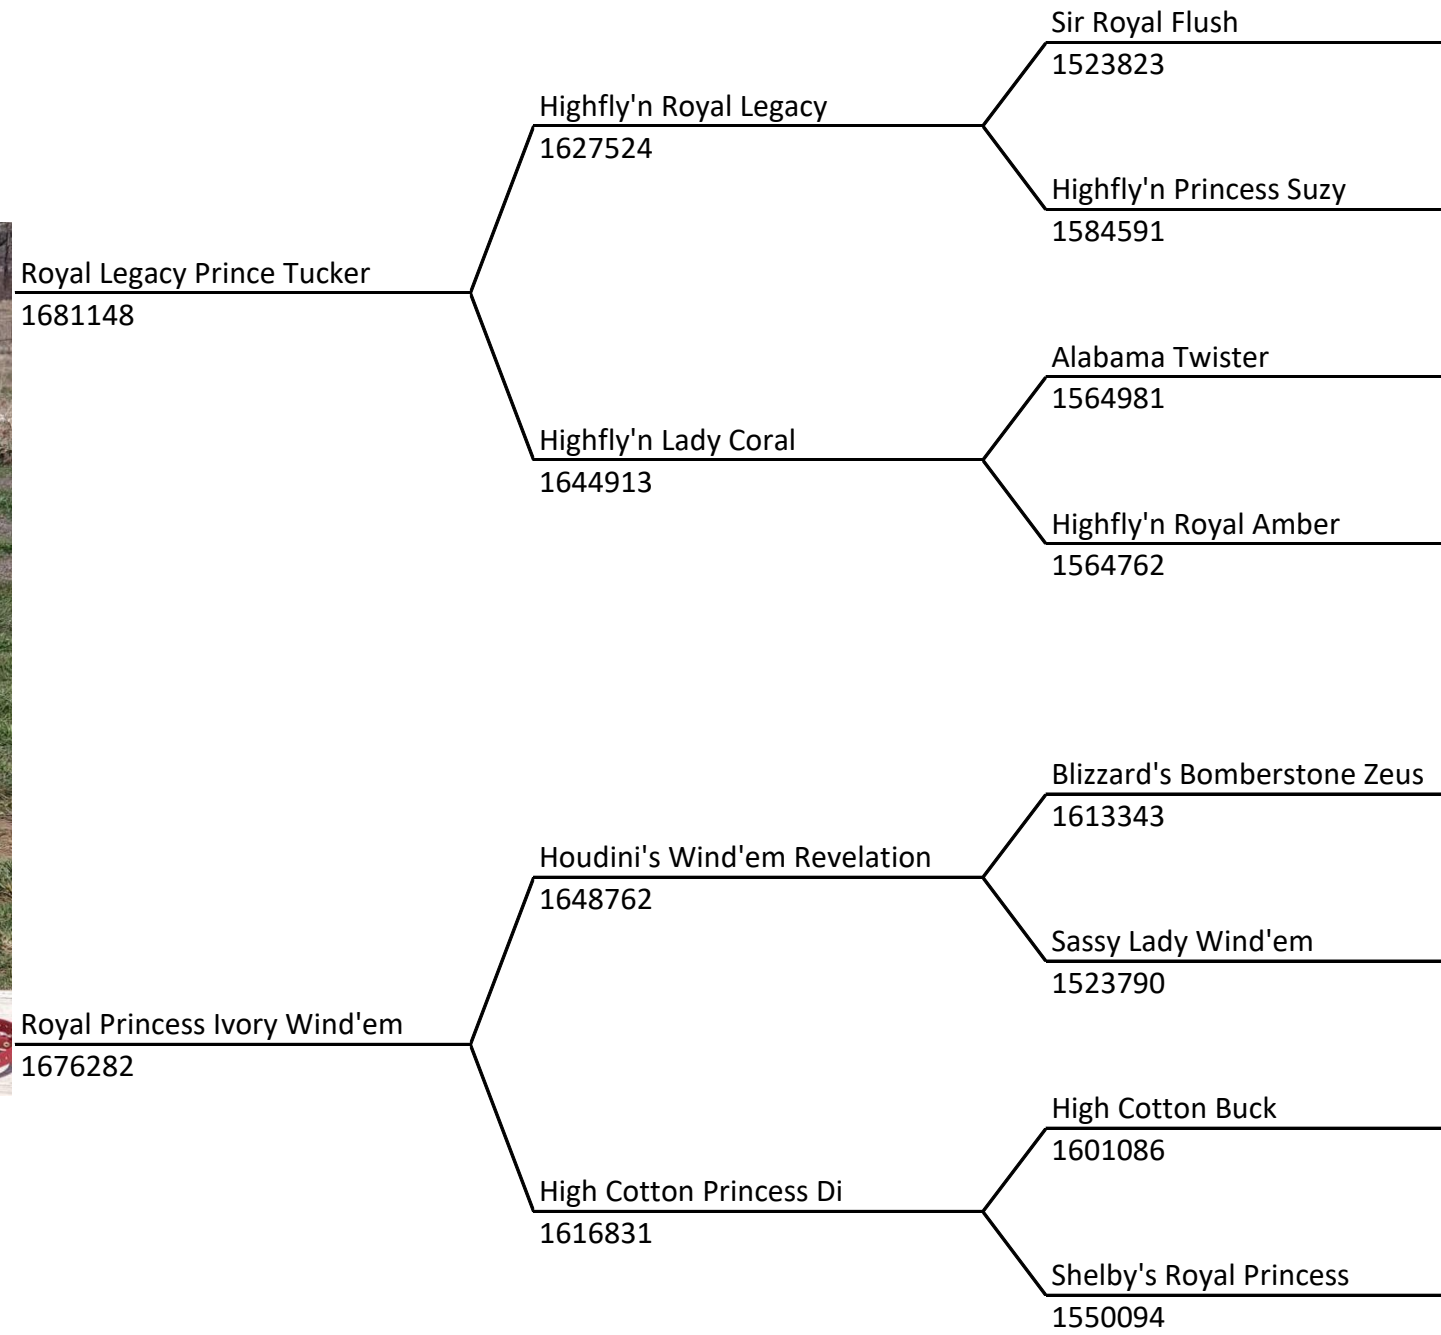 Sir Royal Flush
1523823
Highfly'n Royal Legacy
1627524
Highfly'n Princess Suzy
1584591
Royal Legacy Prince Tucker
1681148
Alabama Twister
1564981
Highfly'n Lady Coral
1644913
Highfly'n Royal Amber
1564762
Blizzard's Bomberstone Zeus
1613343
Houdini's Wind'em Revelation
1648762
Sassy Lady Wind'em
1523790
Royal Princess Ivory Wind'em
1676282
High Cotton Buck
1601086
High Cotton Princess Di
1616831
Shelby's Royal Princess
1550094